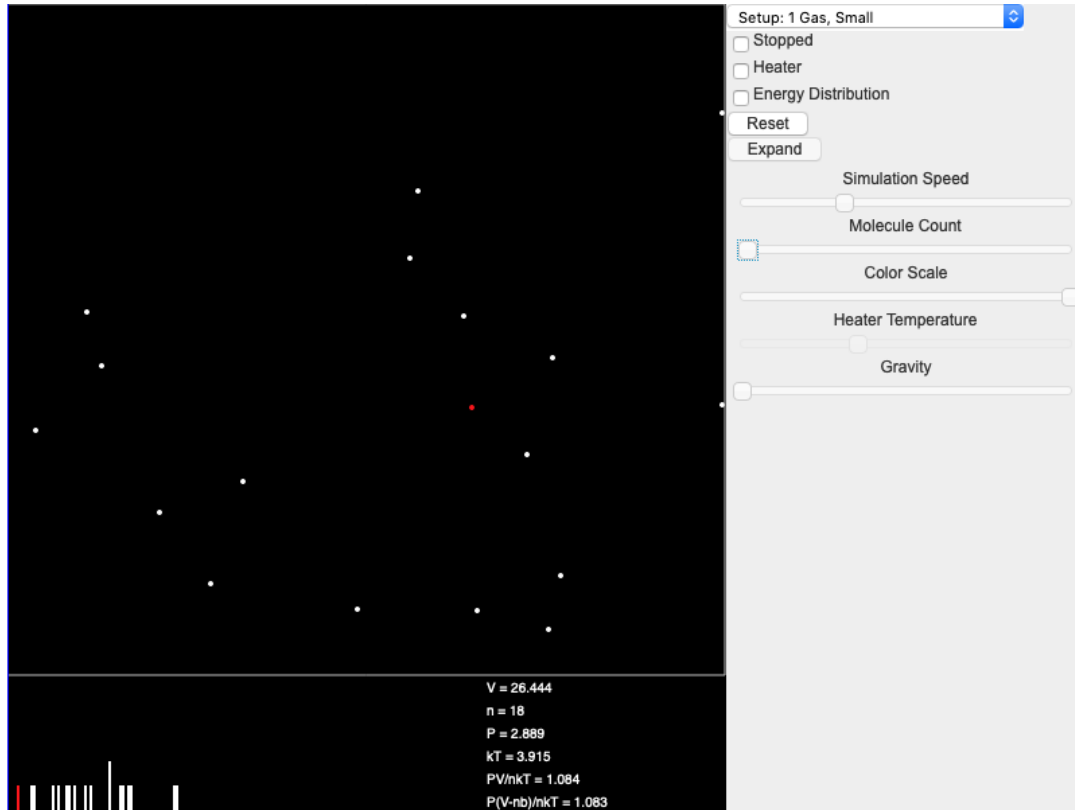 Setup: 1 Gas, Small
Stopped
Heater
Energy Distribution
Reset
Expand
Simulation Speed
Molecule Count
Color Scale
Heater Temperature
Gravity
V = 26.444
n = 18
P = 2.889
kT = 3.915
PV/nkT = 1.084
P(V-nb)/nkT = 1.083